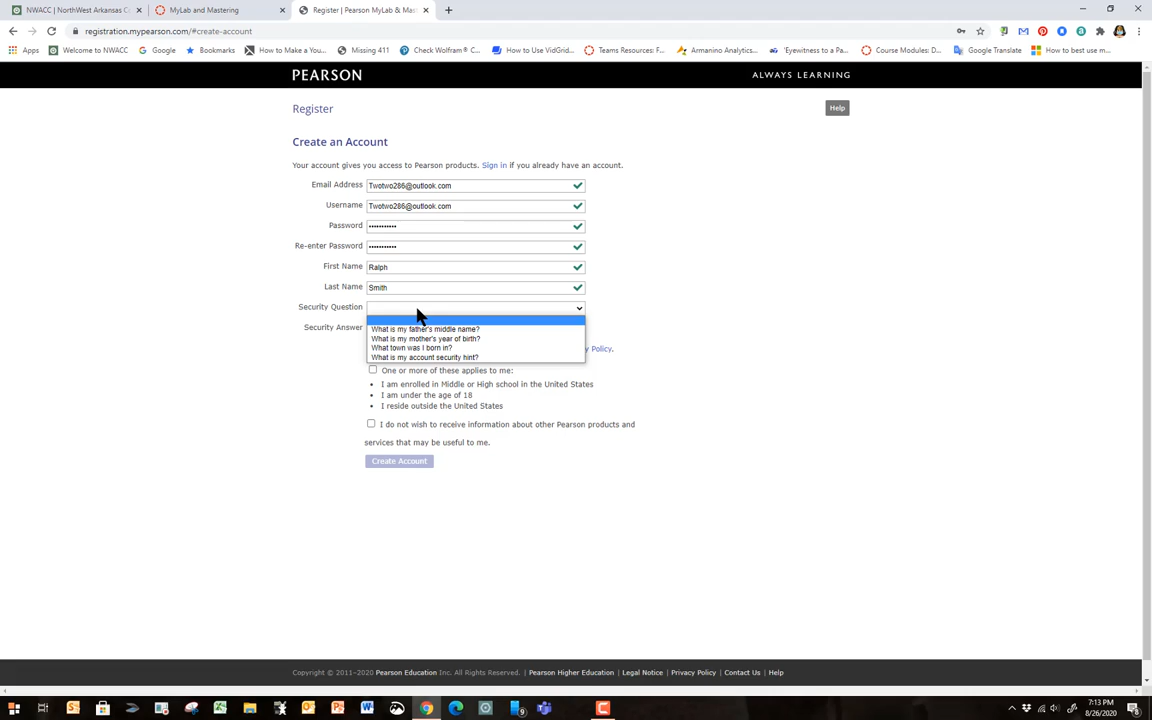 NWACC | NorthWest Arkansas C
MyLab and Mastering
Register | Pearson MyLab & Mas
registration.mypearson.com/#create-account
Apps
Welcome to NWACC
Google
Bookmarks
How to Make a You...
Missing 411
Check Wolfram® C...
How to Use VidGrid...
Teams Resources: F...
Armanino Analytics...
'Eyewitness to a Pa...
Course Modules: D...
Google Translate
How to best use m...
PEARSON
ALWAYS LEARNING
Register
Help
Create an Account
Your account gives you access to Pearson products. Sign in if you already have an account.
Email Address
Twotwo286@outlook.com
Username
Twotwo286@outlook.com
Password
Re-enter Password
First Name
Ralph
Last Name
Smith
Security Question
What is my father's middle name?
Security Answer
What is my mother's year of birth?
What town was I born in?
y Policy.
What is my account security hint?
One or more of these applies to me:
• I am enrolled in Middle or High school in the United States
• I am under the age of 18
• I reside outside the United States
I do not wish to receive information about other Pearson products and
services that may be useful to me.
Create Account
Copyright © 2011-2020 Pearson Education Inc. All Rights Reserved. | Pearson Higher Education | Legal Notice | Privacy Policy | Contact Us | Help
7:13 PM
8/26/2020